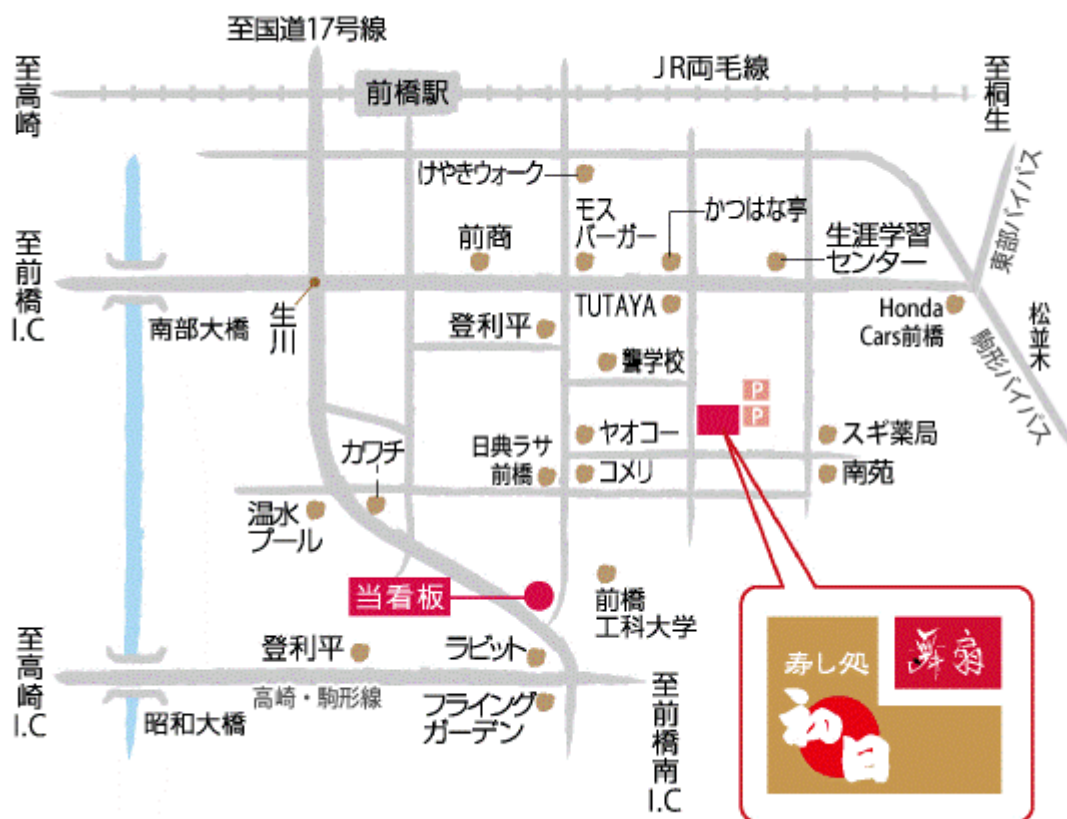 至国道17号線
至高崎
前橋駅
JR両毛線
至桐生
けやきウォーク
東部バイパス
モス
バーガー
かつはな亭
前商
生涯学習
センター
至前橋I.C
南部大橋
生川
登利平
TUTAYA
聾学校
Honda
Cars前橋
松並木
駒形バイパス
P
P
カワチ
日典ラサ
前橋
ヤオコー
コメリ
スギ薬局
南苑
温水
プール
当看板
前橋
工科大学
登利平
ラビット
至高崎I.C
高崎・駒形線
昭和大橋
フライング
ガーデン
至前橋南I.C
寿し処
初日
舞扇